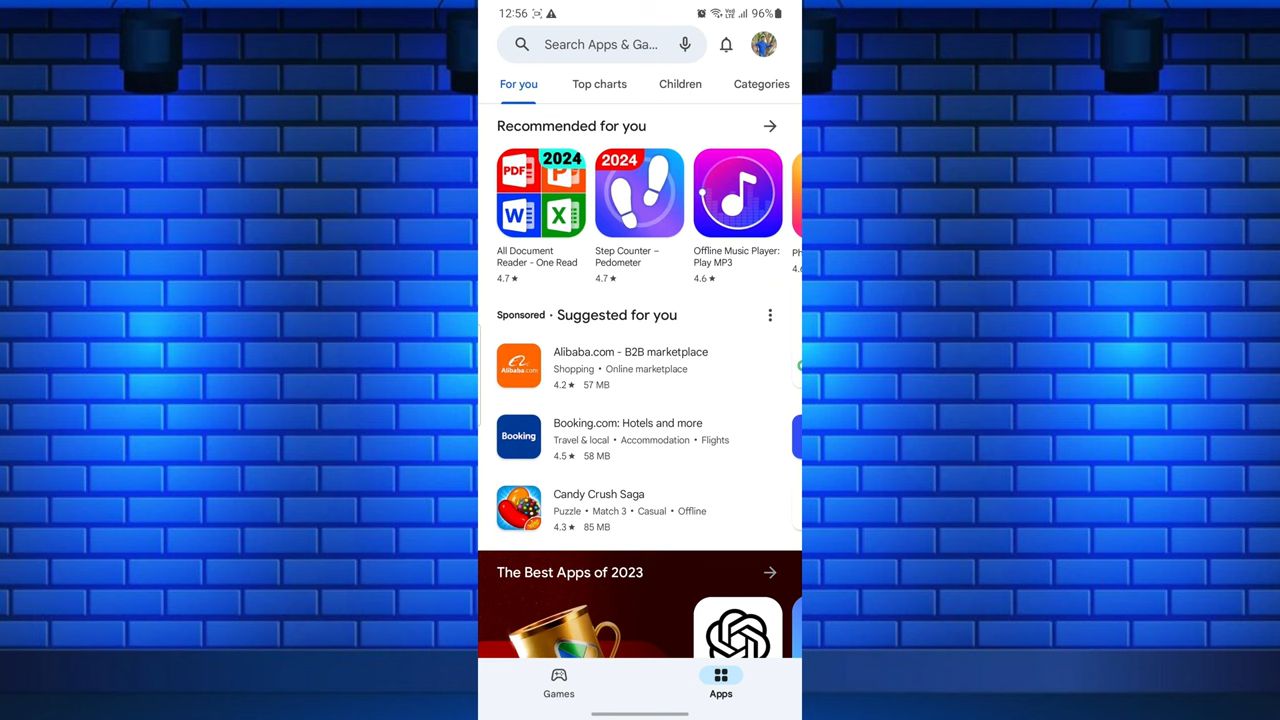 12:56 96%
Search Apps & Ga...
For you Top charts Children Categories
Recommended for you
2024
PDF P
W X
2024
All Document
Reader - One Read
4.7★
Step Counter –
Pedometer
4.7★
Offline Music Player:
Play MP3
4.6★
Sponsored • Suggested for you
Alibaba.com
Alibaba.com - B2B marketplace
Shopping • Online marketplace
4.2★ 57 MB
Booking
Booking.com: Hotels and more
Travel & local • Accommodation • Flights
4.5★ 58 MB
Candy Crush Saga
Puzzle • Match 3 • Casual • Offline
4.3★ 85 MB
The Best Apps of 2023
Games Apps